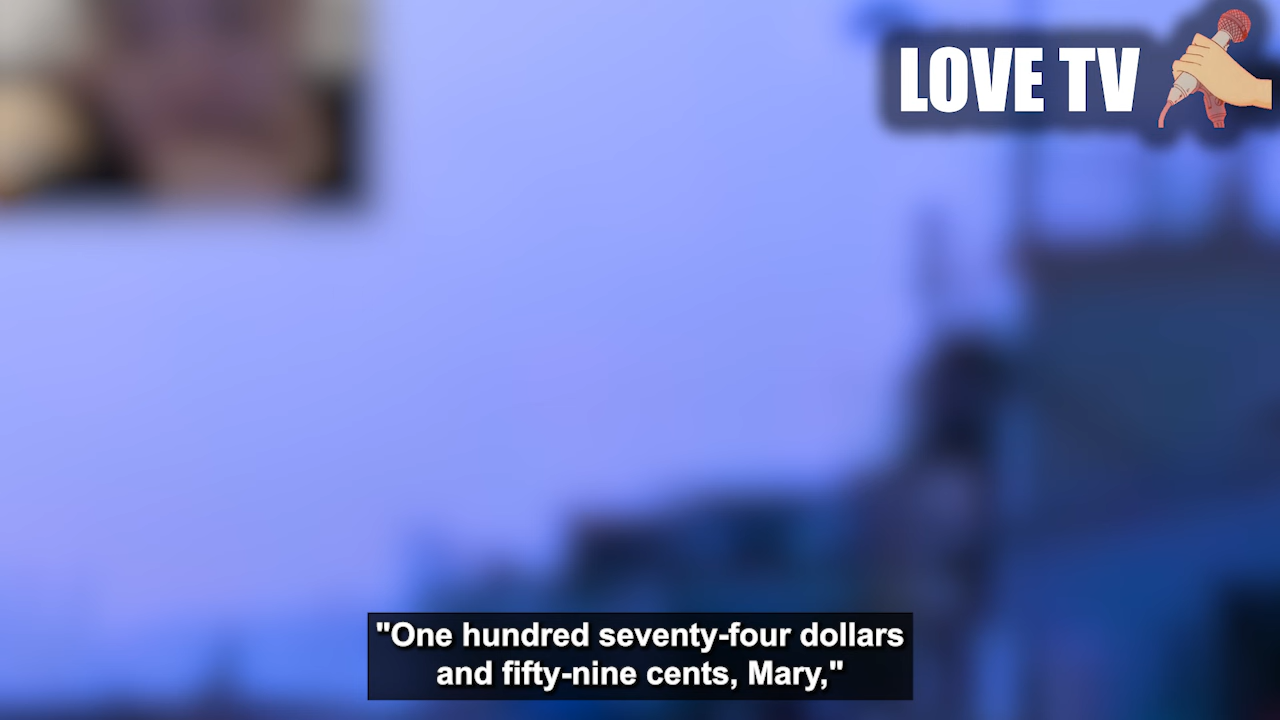 LOVE TV
"One hundred seventy-four dollars
and fifty-nine cents, Mary,"